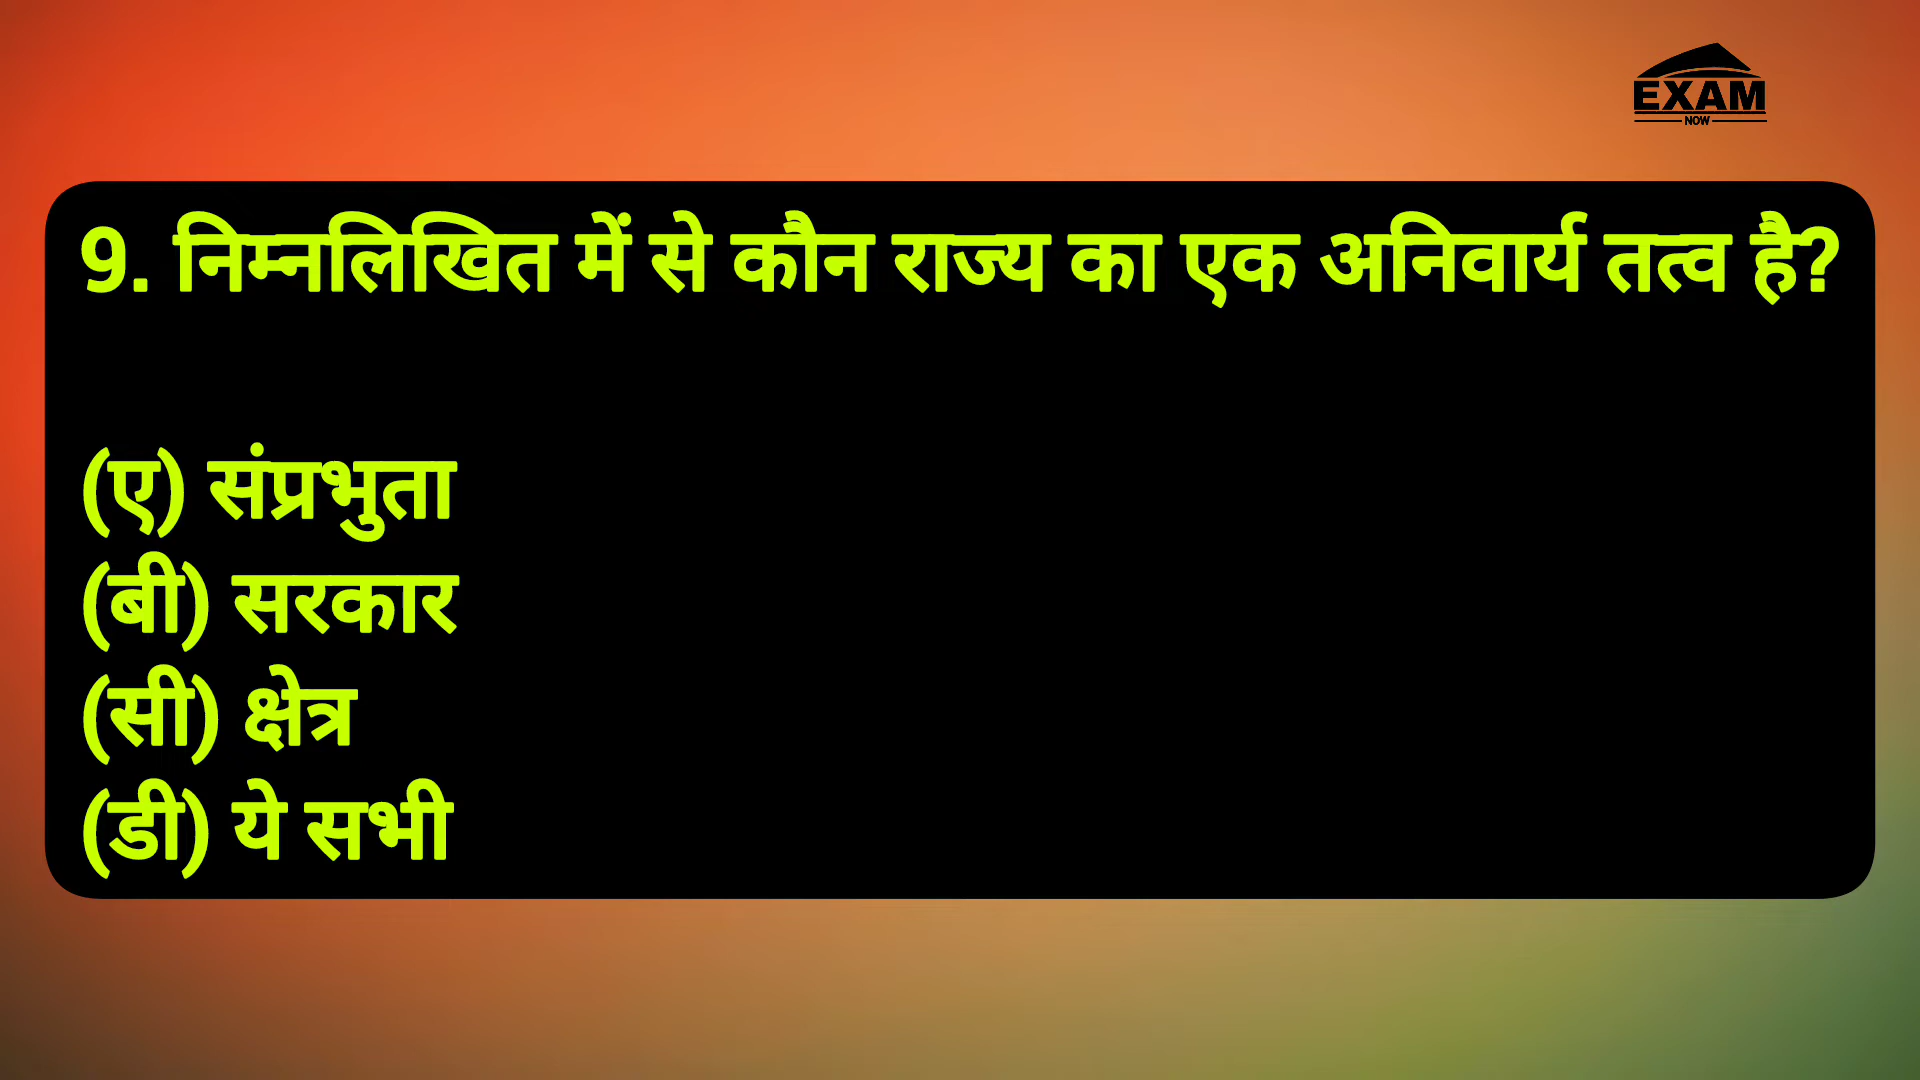 EXAM
NOW
9. निम्नलिखित में से कौन राज्य का एक अनिवार्य तत्व है?
(ए) संप्रभुता
(बी) सरकार
(सी) क्षेत्र
(डी) ये सभी